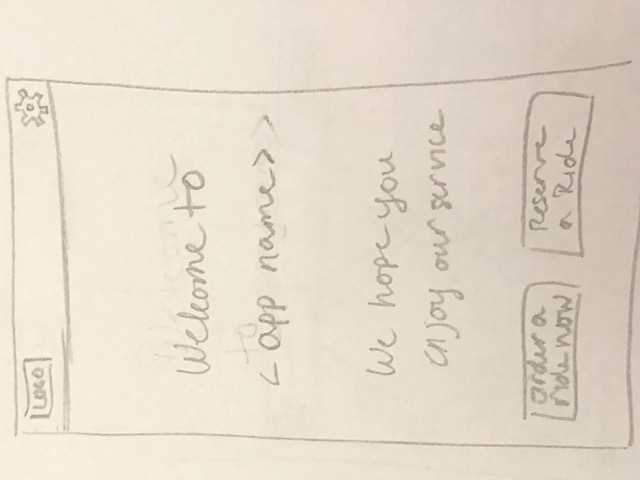 LOGO
Welcome to
< app name >
We hope you
enjoy our service
Order a
ride now
Reserve
a Ride